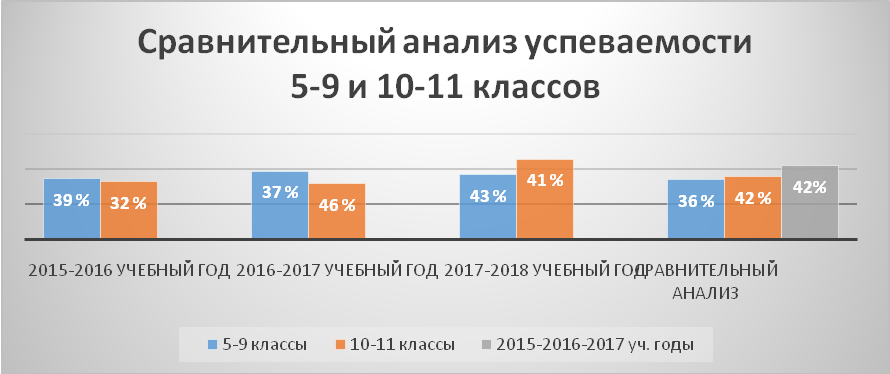 Сравнительный анализ успеваемости
5-9 и 10-11 классов
39 % 32 % 37 % 46 % 43 % 41 % 36 % 42 % 42%
2015-2016 УЧЕБНЫЙ ГОД 2016-2017 УЧЕБНЫЙ ГОД 2017-2018 УЧЕБНЫЙ ГОД СРАВНИТЕЛЬНЫЙ
АНАЛИЗ
5-9 классы 10-11 классы 2015-2016-2017 уч. годы